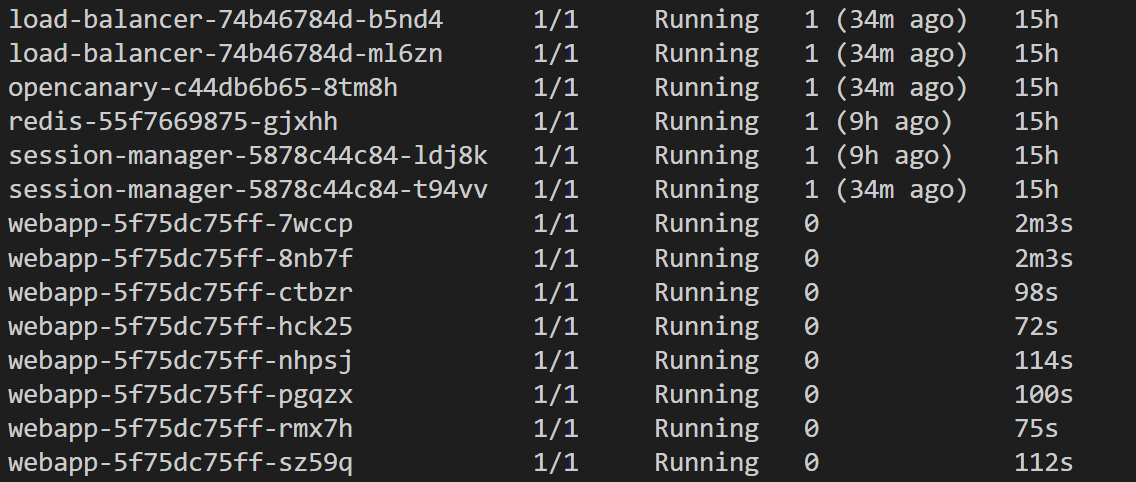 load-balancer-74b46784d-b5nd4 1/1 Running 1 (34m ago) 15h
load-balancer-74b46784d-ml6zn 1/1 Running 1 (34m ago) 15h
opencanary-c44db6b65-8tm8h 1/1 Running 1 (34m ago) 15h
redis-55f7669875-gjxhh 1/1 Running 1 (9h ago) 15h
session-manager-5878c44c84-ldj8k 1/1 Running 1 (9h ago) 15h
session-manager-5878c44c84-t94vv 1/1 Running 1 (34m ago) 15h
webapp-5f75dc75ff-7wccp 1/1 Running 0 2m3s
webapp-5f75dc75ff-8nb7f 1/1 Running 0 2m3s
webapp-5f75dc75ff-ctbzr 1/1 Running 0 98s
webapp-5f75dc75ff-hck25 1/1 Running 0 72s
webapp-5f75dc75ff-nhpsj 1/1 Running 0 114s
webapp-5f75dc75ff-pgqzx 1/1 Running 0 100s
webapp-5f75dc75ff-rmx7h 1/1 Running 0 75s
webapp-5f75dc75ff-sz59q 1/1 Running 0 112s